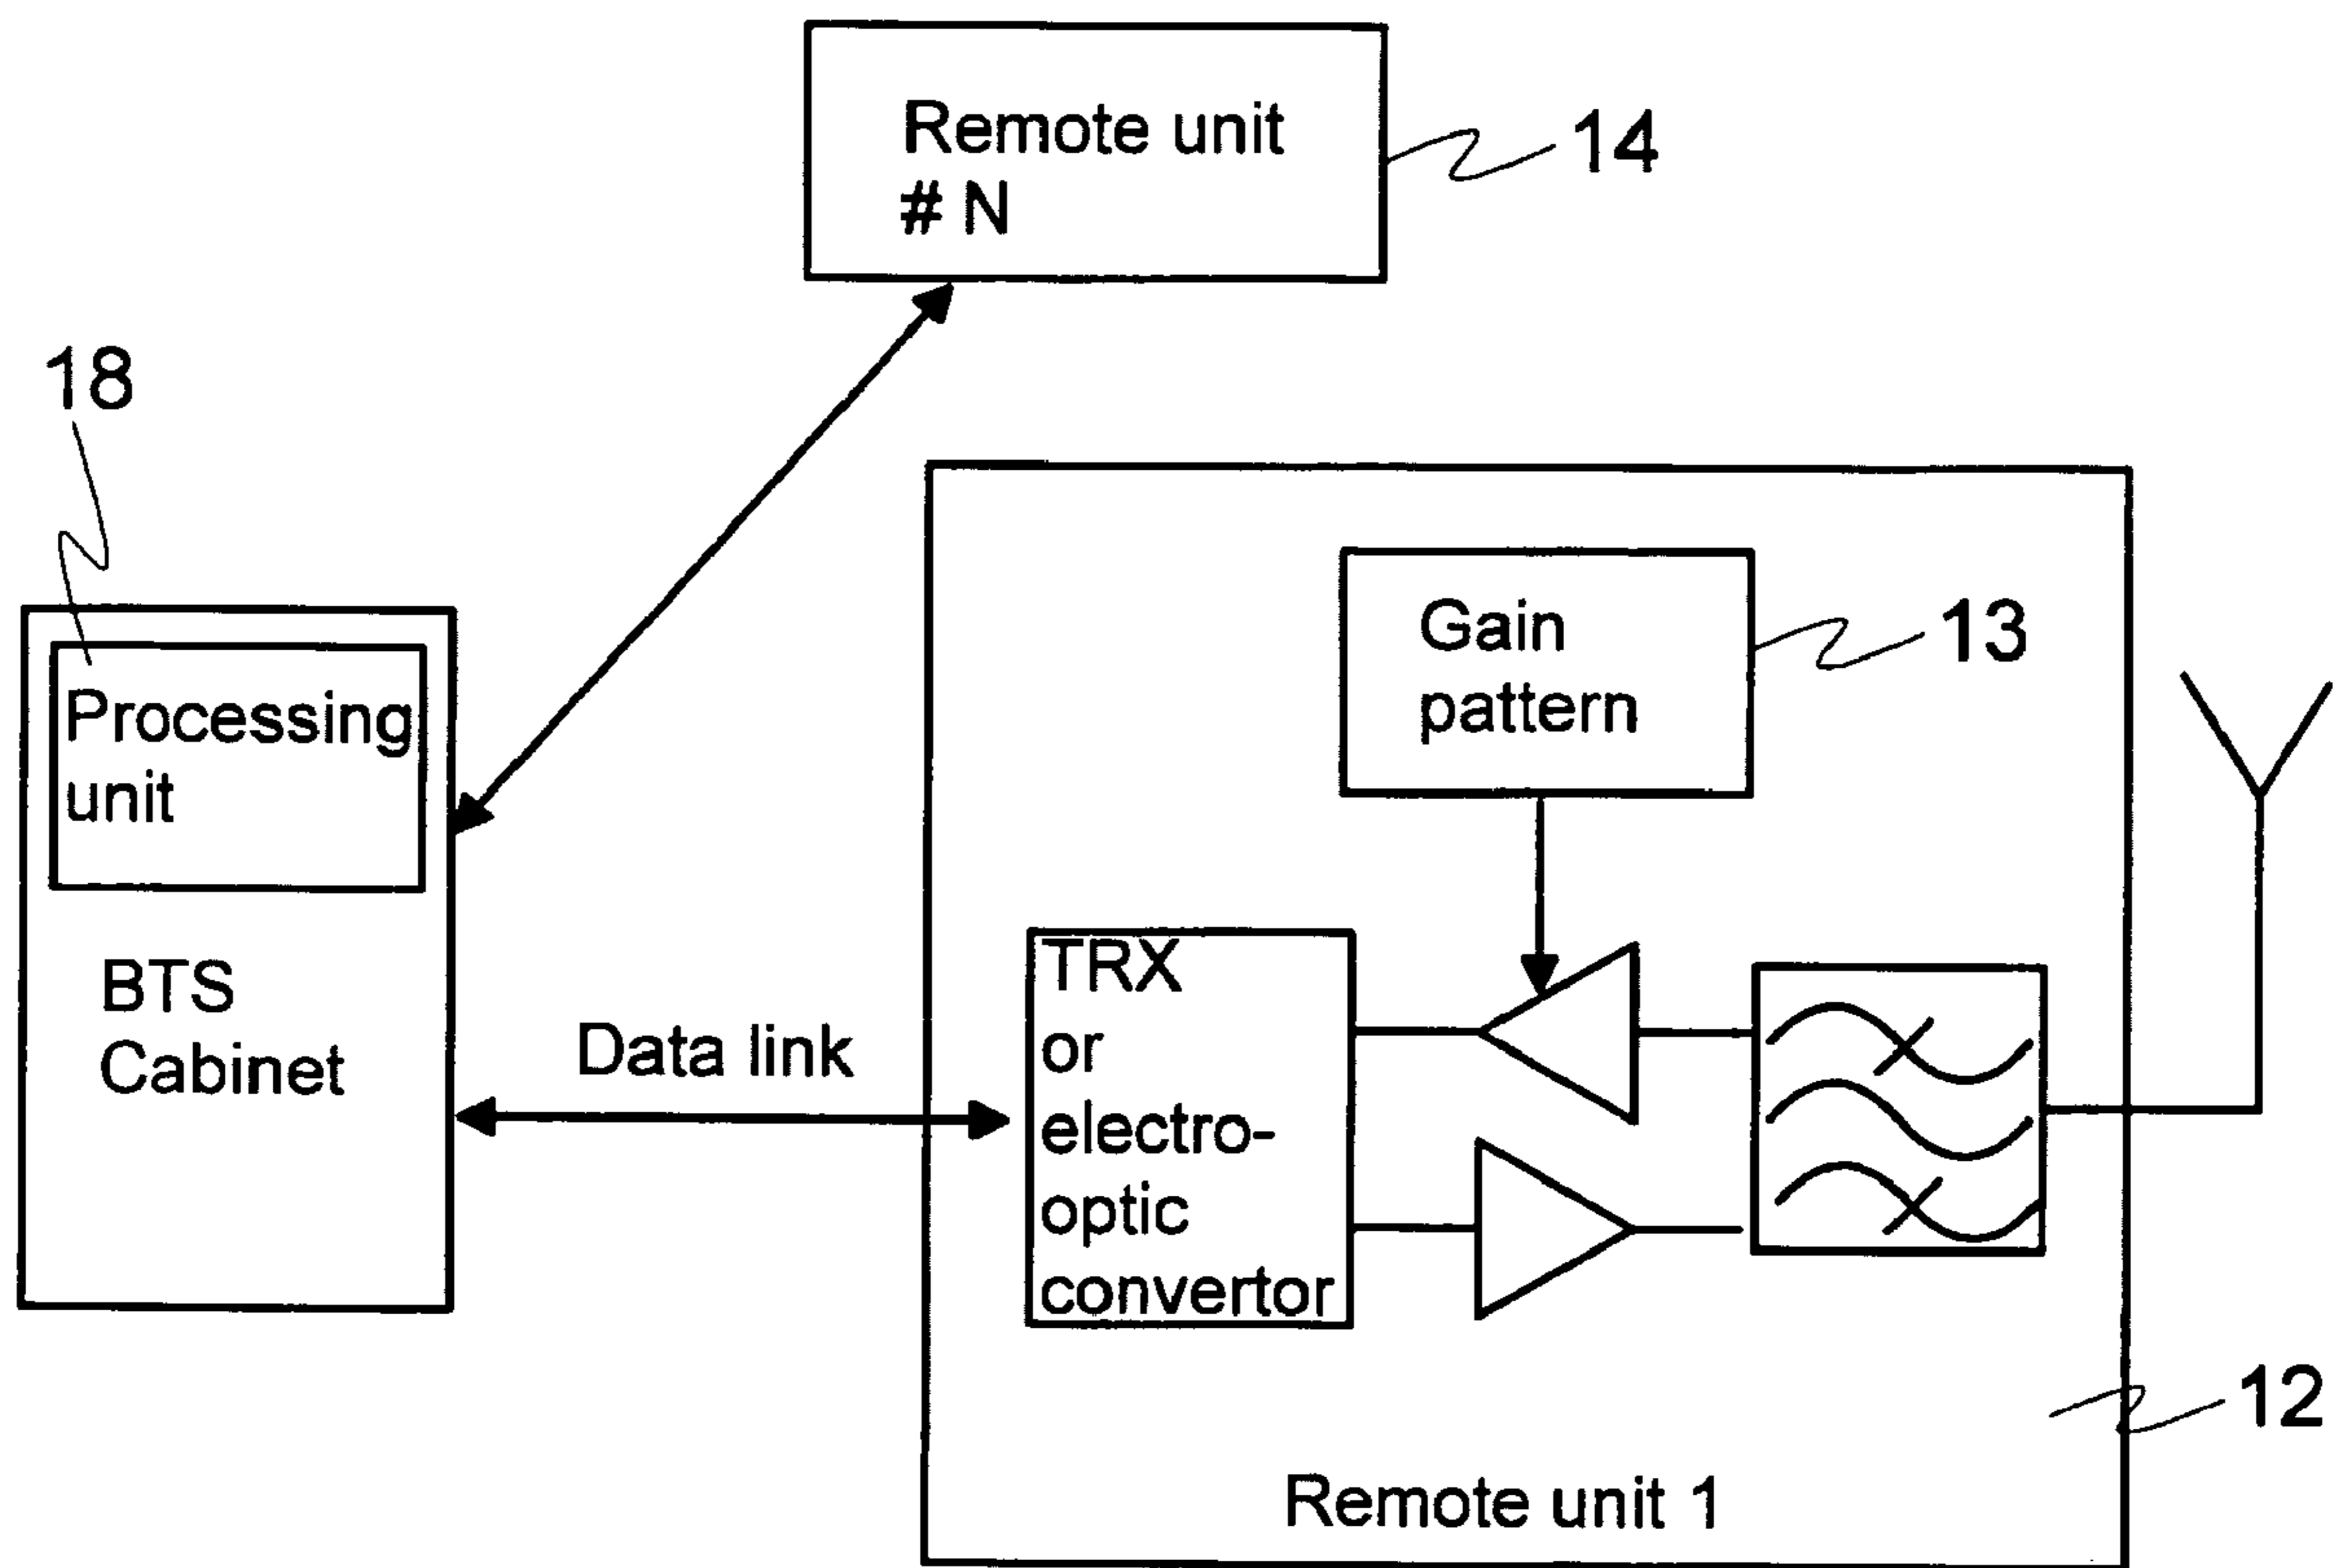 Remote unit
# N
14
18
Processing
unit
BTS
Cabinet
Data link
Gain
pattern
13
TRX
or
electro-
optic
convertor
12
Remote unit 1